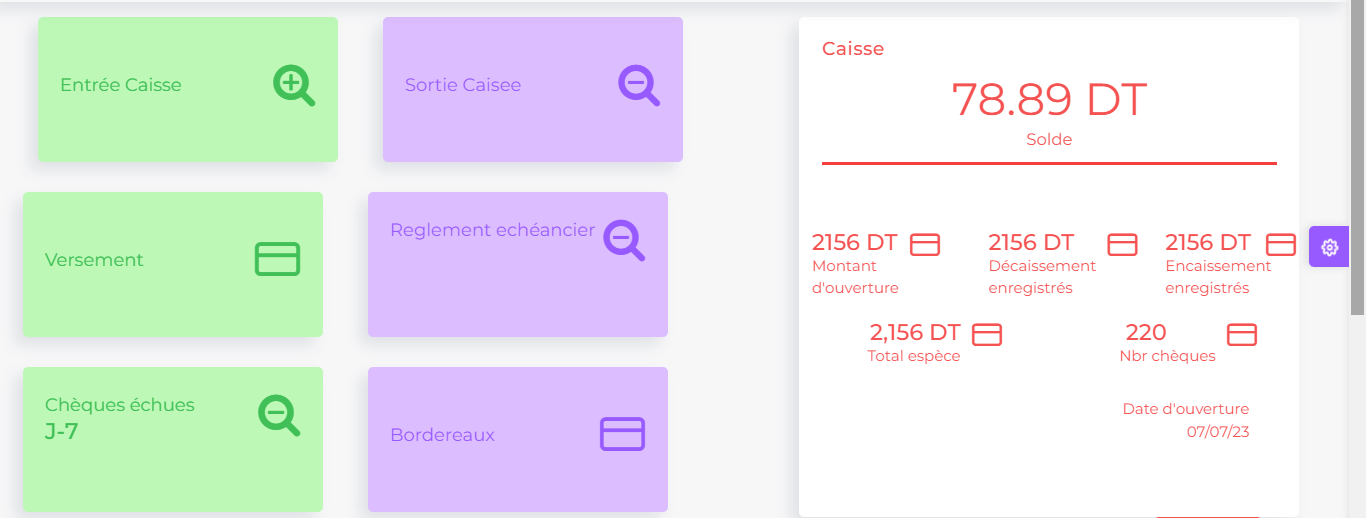 Entrée Caisse
Sortie Caisee
Versement
Reglement echéancier
Chèques échues
J-7
Bordereaux
Caisse
78.89 DT
Solde
2156 DT
Montant
d'ouverture
2156 DT
Décaissement
enregistrés
2156 DT
Encaissement
enregistrés
2,156 DT
Total espèce
220
Nbr chèques
Date d'ouverture
07/07/23